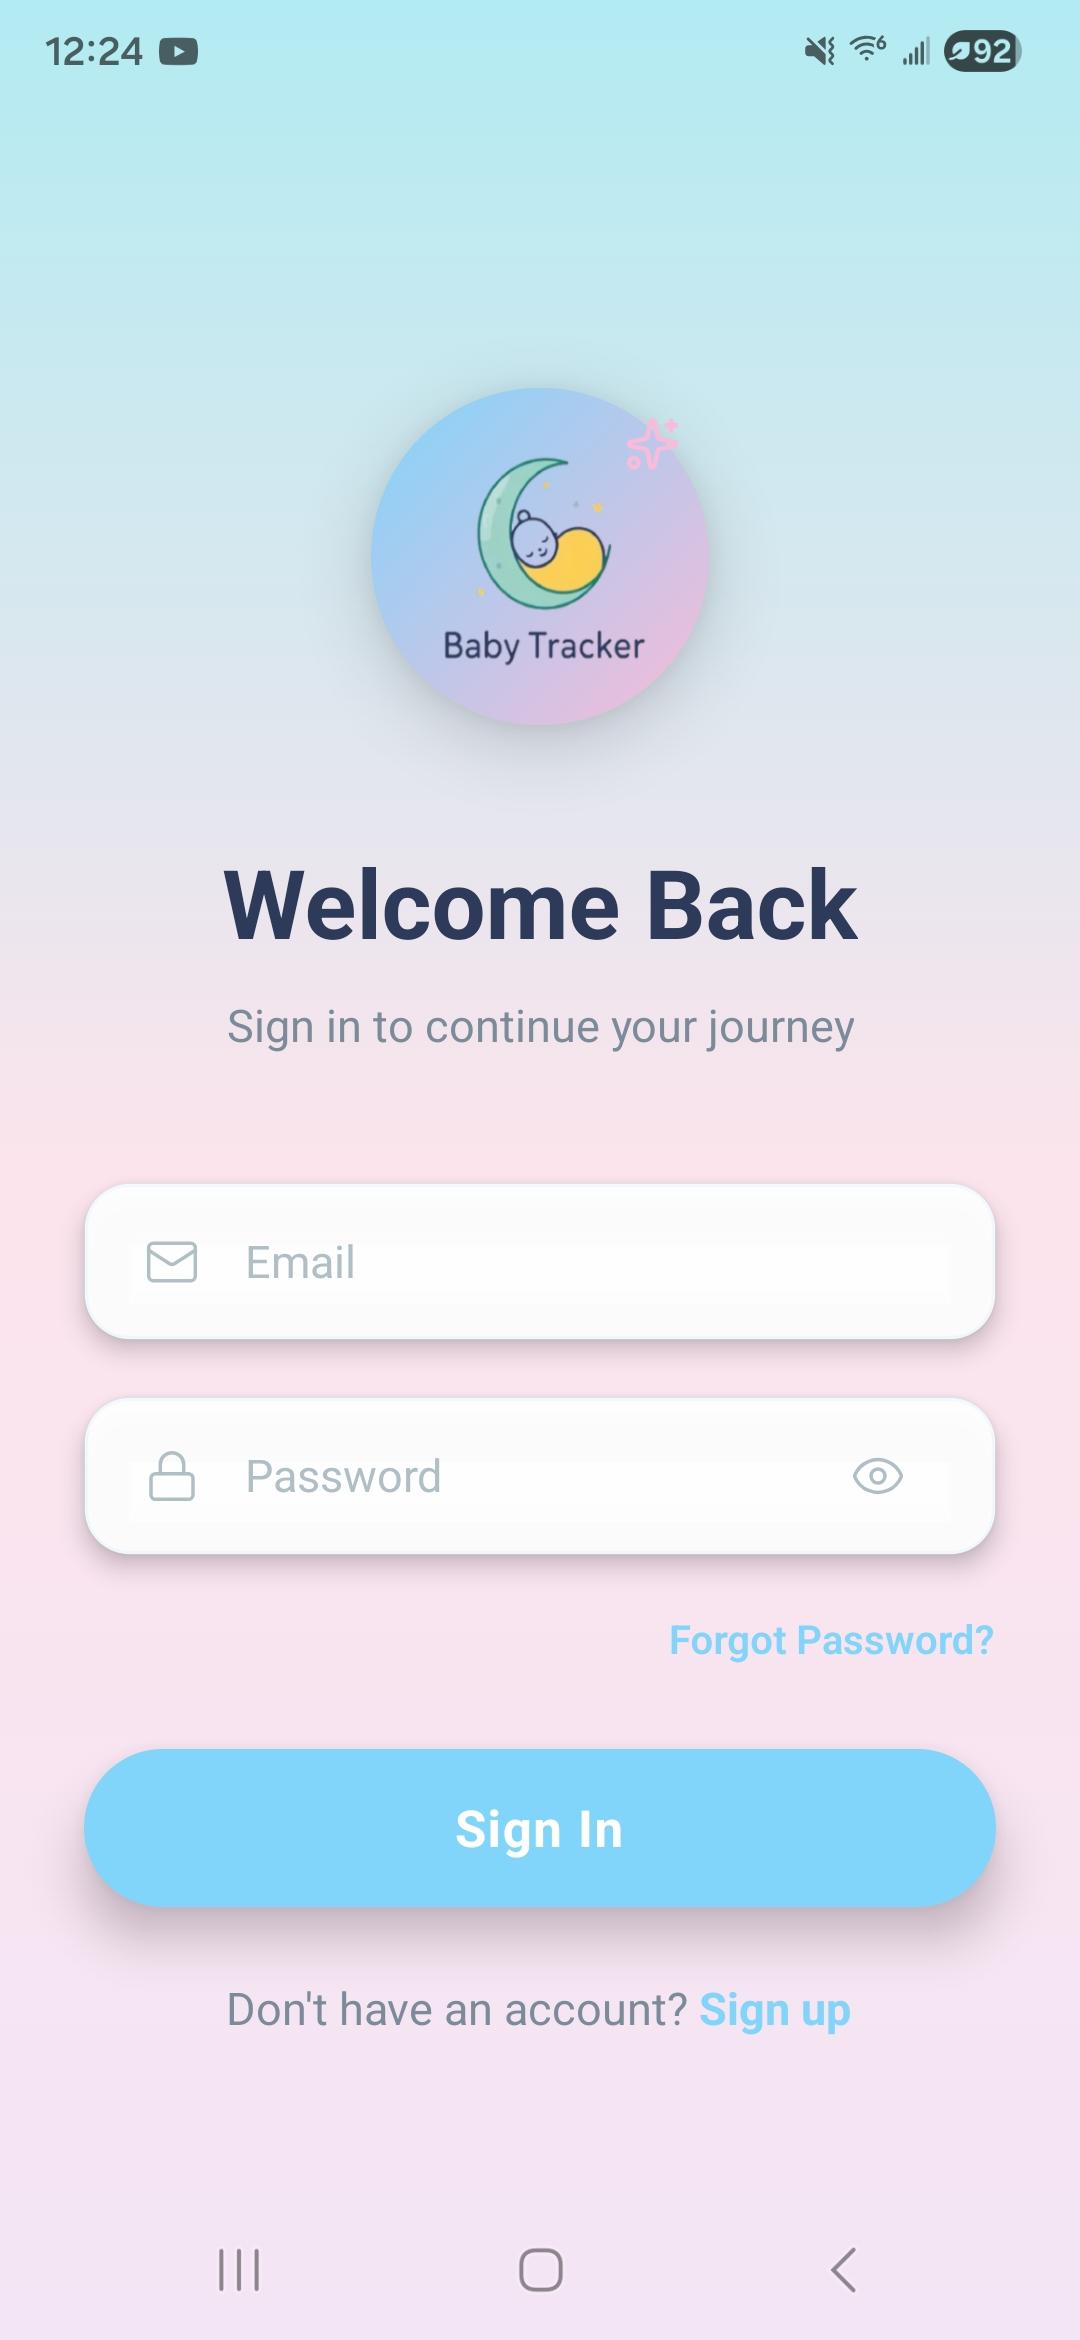 12:24
6
92
Baby Tracker
Welcome Back
Sign in to continue your journey
Email
Password
Forgot Password?
Sign In
Don't have an account? Sign up